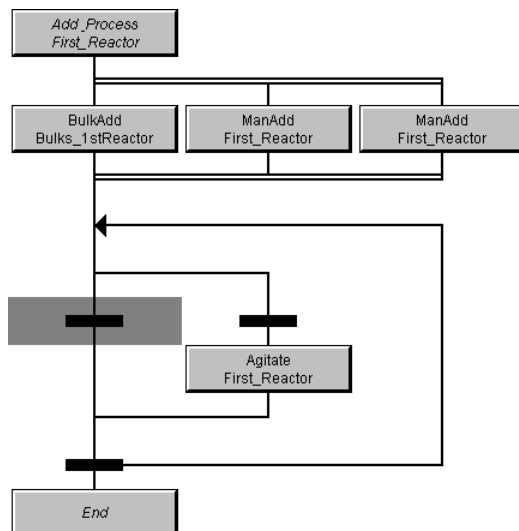 Add_Process
First_Reactor
BulkAdd
Bulks_1stReactor
ManAdd
First_Reactor
ManAdd
First_Reactor
Agitate
First_Reactor
End